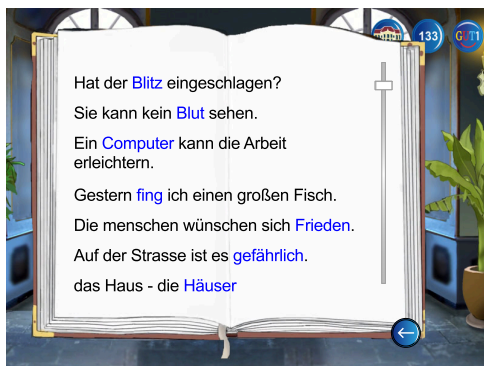 133
GUT1
Hat der Blitz eingeschlagen?
Sie kann kein Blut sehen.
Ein Computer kann die Arbeit
erleichtern.
Gestern fing ich einen großen Fisch.
Die menschen wünschen sich Frieden.
Auf der Strasse ist es gefährlich.
das Haus - die Häuser